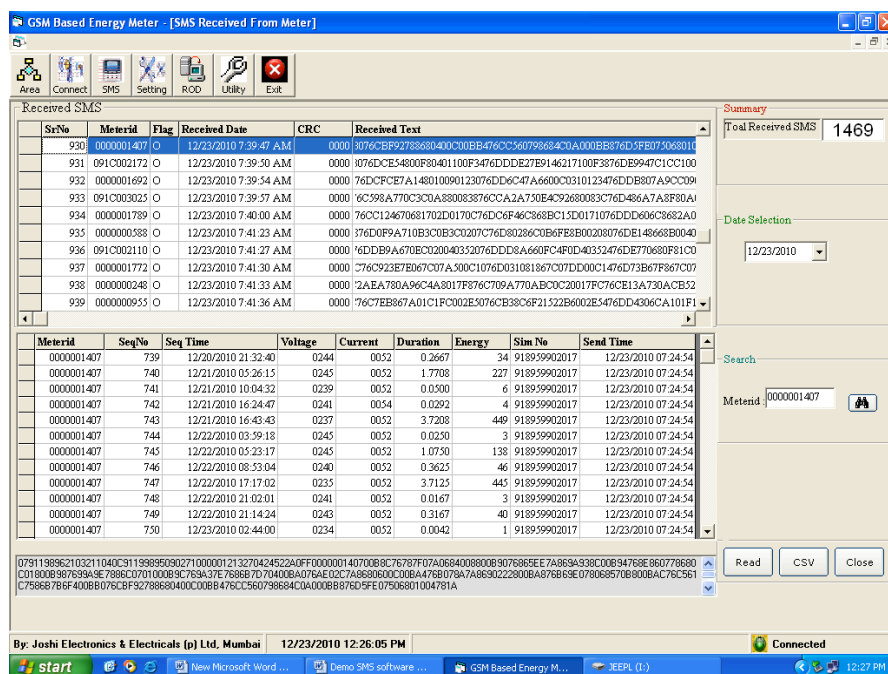 GSM Based Energy Meter - [SMS Received From Meter]
Area Connect SMS Setting ROD Utility Exit
Received SMS
SrNo Meterid Flag Received Date CRC Received Text
930 0000001407 O 12/23/2010 7:39:47 AM 0000
931 091C002172 O 12/23/2010 7:39:50 AM 0000
932 0000001692 O 12/23/2010 7:39:54 AM 0000
933 091C003025 O 12/23/2010 7:39:57 AM 0000
934 0000001789 O 12/23/2010 7:40:00 AM 0000
935 0000000588 O 12/23/2010 7:41:23 AM 0000
936 091C002110 O 12/23/2010 7:41:27 AM 0000
937 0000001772 O 12/23/2010 7:41:30 AM 0000
938 0000000248 O 12/23/2010 7:41:33 AM 0000
939 0000000955 O 12/23/2010 7:41:36 AM 0000
Summary
Toal Received SMS 1469
Date Selection
12/23/2010
Search
Meterid : 0000001407
Meterid SeqNo Seq Time Voltage Current Duration Energy Sim No Send Time
0000001407 739 12/20/2010 21:32:40 0244 0052 0.2667 34 918959902017 12/23/2010 07:24:54
0000001407 740 12/21/2010 05:26:15 0245 0052 1.7708 227 918959902017 12/23/2010 07:24:54
0000001407 741 12/21/2010 10:04:32 0239 0052 0.0500 6 918959902017 12/23/2010 07:24:54
0000001407 742 12/21/2010 16:24:47 0241 0054 0.0292 4 918959902017 12/23/2010 07:24:54
0000001407 743 12/21/2010 16:43:43 0237 0052 3.7208 449 918959902017 12/23/2010 07:24:54
0000001407 744 12/22/2010 03:59:18 0245 0052 0.0250 3 918959902017 12/23/2010 07:24:54
0000001407 745 12/22/2010 05:23:17 0245 0052 1.0750 138 918959902017 12/23/2010 07:24:54
0000001407 746 12/22/2010 08:53:04 0240 0052 0.3625 46 918959902017 12/23/2010 07:24:54
0000001407 747 12/22/2010 17:17:02 0235 0052 3.7125 445 918959902017 12/23/2010 07:24:54
0000001407 748 12/22/2010 21:02:01 0241 0052 0.0167 3 918959902017 12/23/2010 07:24:54
0000001407 749 12/22/2010 21:14:24 0243 0052 0.3167 40 918959902017 12/23/2010 07:24:54
0000001407 750 12/23/2010 02:44:00 0234 0052 0.0042 1 918959902017 12/23/2010 07:24:54
Read CSV Close
By: Joshi Electronics & Electricals (p) Ltd, Mumbai 12/23/2010 12:26:05 PM Connected
start New Microsoft Word ... Demo SMS software ... GSM Based Energy M... JEEPL (I:) 12:27 PM